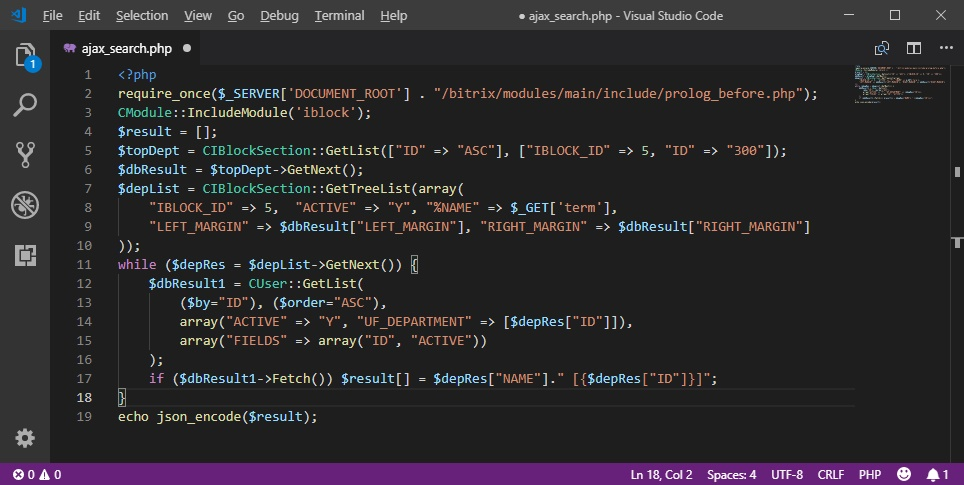 File Edit Selection View Go Debug Terminal Help
● ajax_search.php - Visual Studio Code
ajax_search.php ●
1
1 <?php
2 require_once($_SERVER['DOCUMENT_ROOT'] . "/bitrix/modules/main/include/prolog_before.php");
3 CModule::IncludeModule('iblock');
4 $result = [];
5 $topDept = CIBlockSection::GetList(["ID" => "ASC"], ["IBLOCK_ID" => 5, "ID" => "300"]);
6 $dbResult = $topDept->GetNext();
7 $depList = CIBlockSection::GetTreeList(array(
8     "IBLOCK_ID" => 5,  "ACTIVE" => "Y", "%NAME" => $_GET['term'],
9     "LEFT_MARGIN" => $dbResult["LEFT_MARGIN"], "RIGHT_MARGIN" => $dbResult["RIGHT_MARGIN"]
10 ));
11 while ($depRes = $depList->GetNext()) {
12     $dbResult1 = CUser::GetList(
13         ($by="ID"), ($order="ASC"),
14         array("ACTIVE" => "Y", "UF_DEPARTMENT" => [$depRes["ID"]]),
15         array("FIELDS" => array("ID", "ACTIVE"))
16     );
17     if ($dbResult1->Fetch()) $result[] = $depRes["NAME"]." [{$depRes["ID"]}]";
18 }
19 echo json_encode($result);
0 0 Ln 18, Col 2 Spaces: 4 UTF-8 CRLF PHP 1